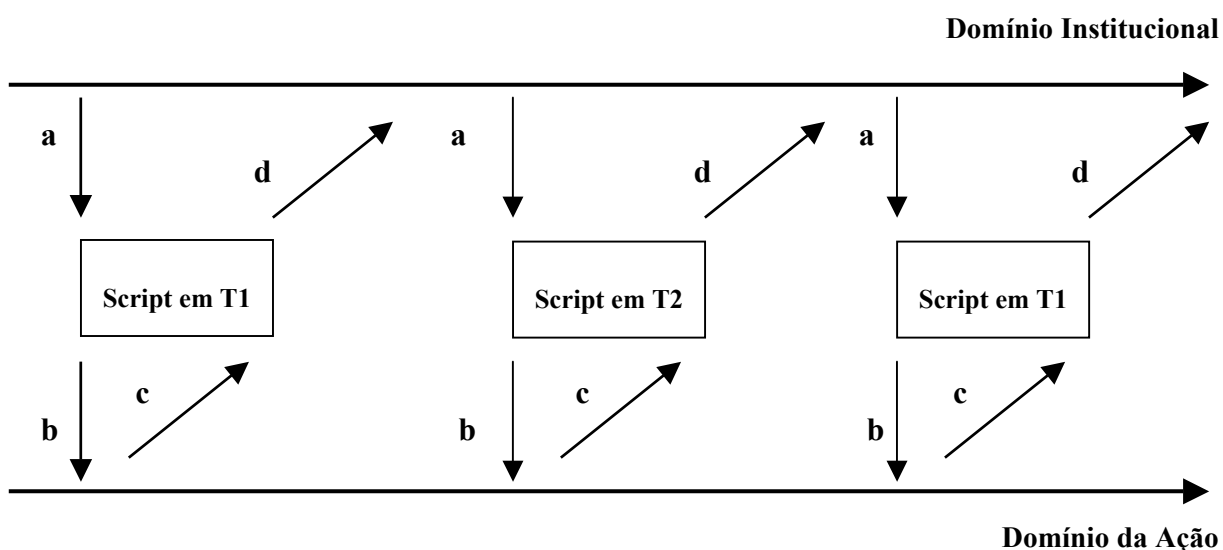 Domínio Institucional
a
a
a
d
d
d
Script em T1
Script em T2
Script em T1
c
c
c
b
b
b
Domínio da Ação